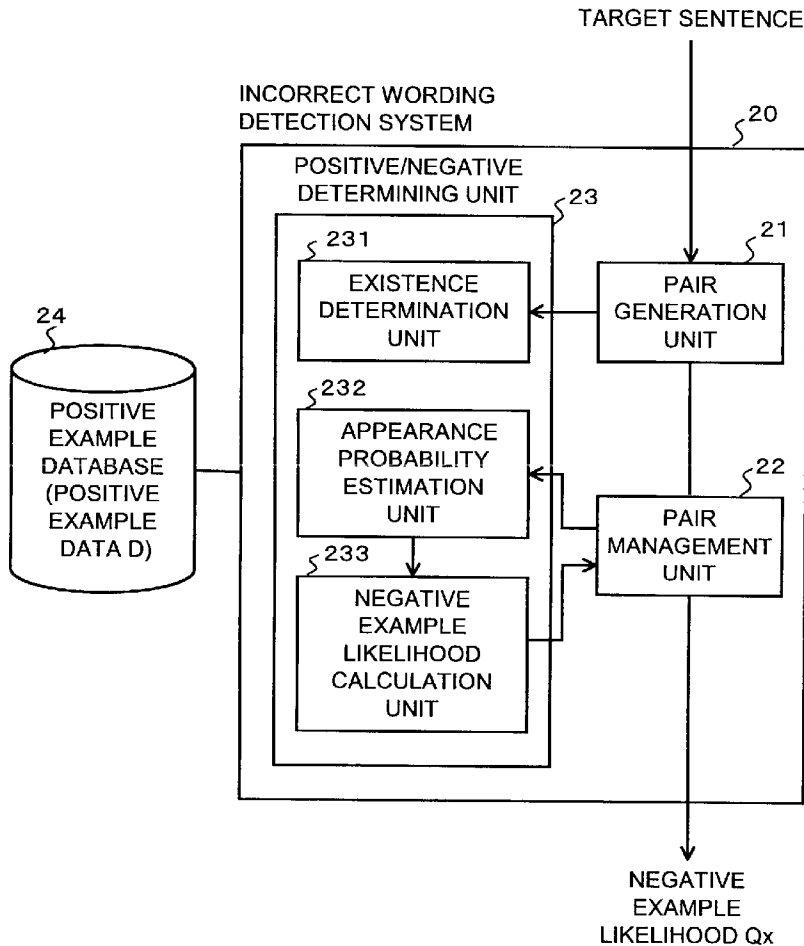 TARGET SENTENCE
INCORRECT WORDING
DETECTION SYSTEM
20
POSITIVE/NEGATIVE
DETERMINING UNIT
23
231
EXISTENCE
DETERMINATION
UNIT
21
PAIR
GENERATION
UNIT
24
POSITIVE
EXAMPLE
DATABASE
(POSITIVE
EXAMPLE
DATA D)
232
APPEARANCE
PROBABILITY
ESTIMATION
UNIT
22
PAIR
MANAGEMENT
UNIT
233
NEGATIVE
EXAMPLE
LIKELIHOOD
CALCULATION
UNIT
NEGATIVE
EXAMPLE
LIKELIHOOD Qx